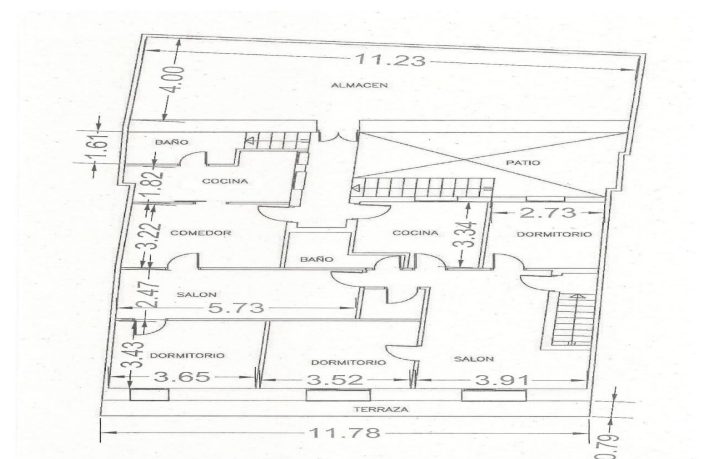 11.23
4.00
ALMACEN
1.61
BAÑO
PATIO
1.82
COCINA
2.73
3.22
COMEDOR
COCINA
3.34
DORMITORIO
BAÑO
2.47
SALON
5.73
3.43
DORMITORIO
DORMITORIO
SALON
3.65
3.52
3.91
TERRAZA
11.78
0.79